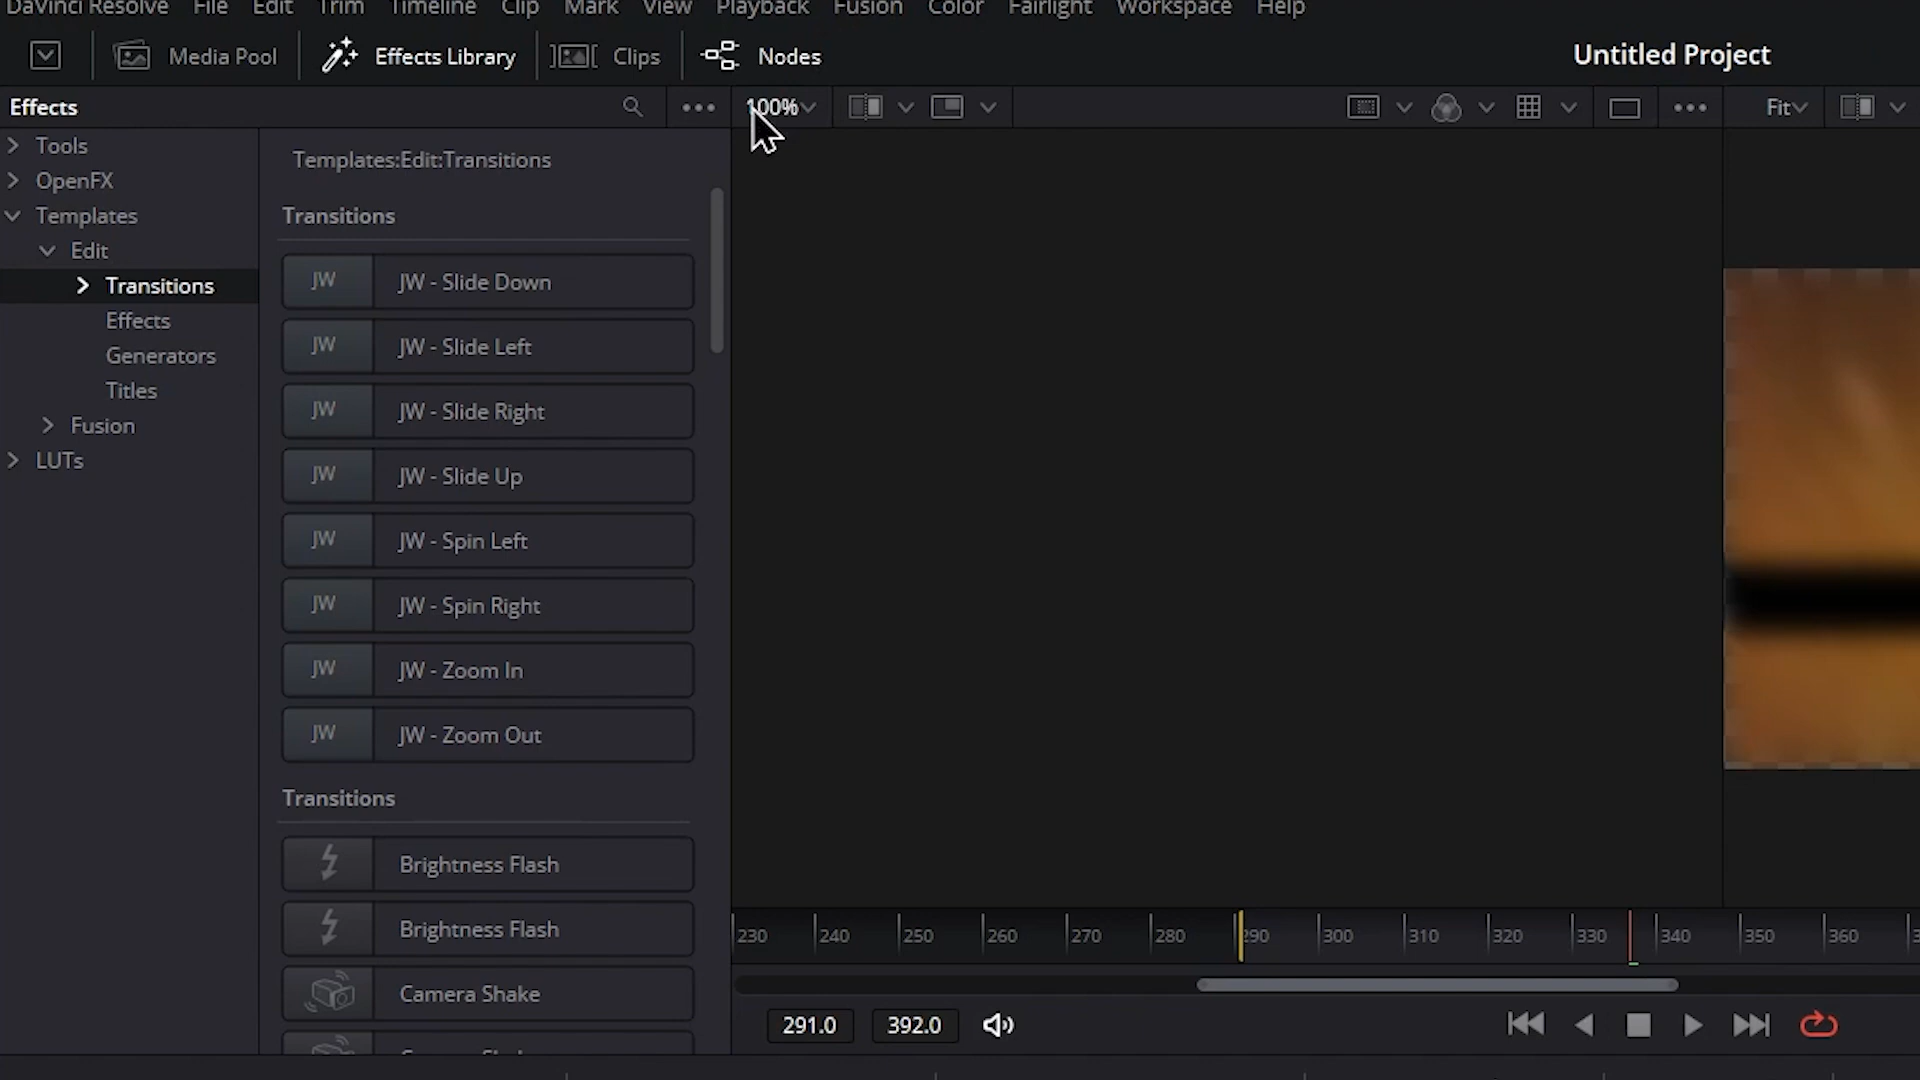 DaVinci Resolve File Edit Trim Timeline Clip Mark View Playback Fusion Color Fairlight Workspace Help
Media Pool Effects Library Clips Nodes Untitled Project
Effects 100% Fit
Tools
OpenFX
Templates
Edit
Transitions
Effects
Generators
Titles
Fusion
LUTs
Templates:Edit:Transitions
Transitions
JW JW - Slide Down
JW JW - Slide Left
JW JW - Slide Right
JW JW - Slide Up
JW JW - Spin Left
JW JW - Spin Right
JW JW - Zoom In
JW JW - Zoom Out
Transitions
Brightness Flash
Brightness Flash
Camera Shake
230 240 250 260 270 280 290 300 310 320 330 340 350 360
291.0 392.0